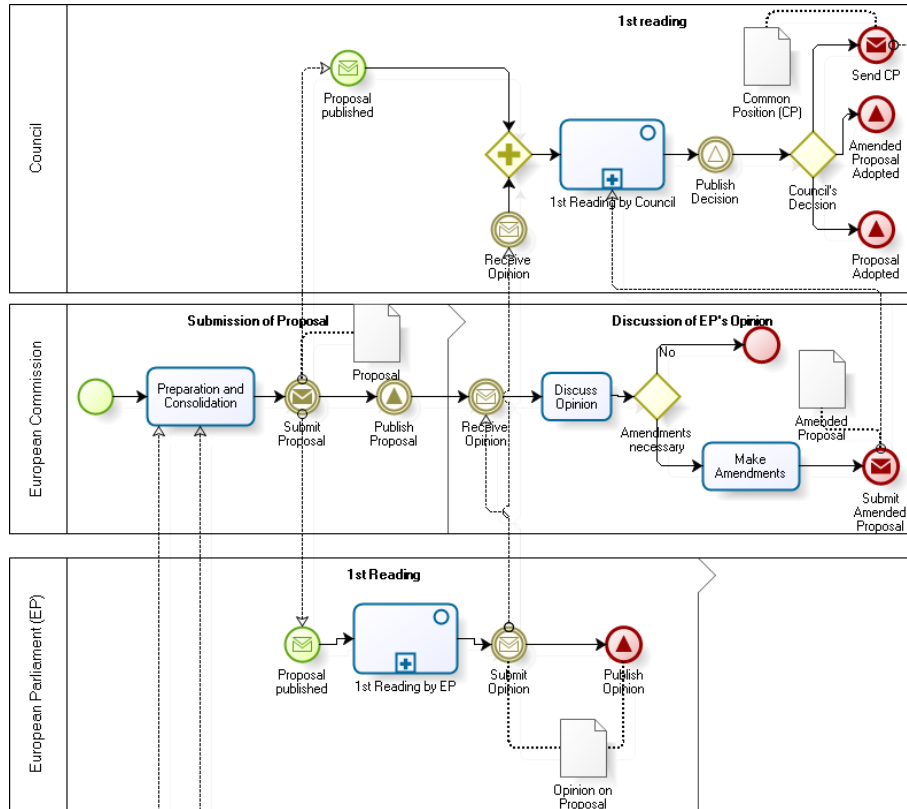 Council
1st reading
Proposal
published
Common
Position (CP)
Send CP
Amended
Proposal
Adopted
1st Reading by Council
Publish
Decision
Council's
Decision
Receive
Opinion
Proposal
Adopted
European Commission
Submission of Proposal
Discussion of EP's Opinion
No
Proposal
Preparation and
Consolidation
Submit
Proposal
Publish
Proposal
Receive
Opinion
Discuss
Opinion
Amendments
necessary
Amended
Proposal
Make
Amendments
Submit
Amended
Proposal
European Parliament (EP)
1st Reading
Proposal
published
1st Reading by EP
Submit
Opinion
Publish
Opinion
Opinion on
Proposal